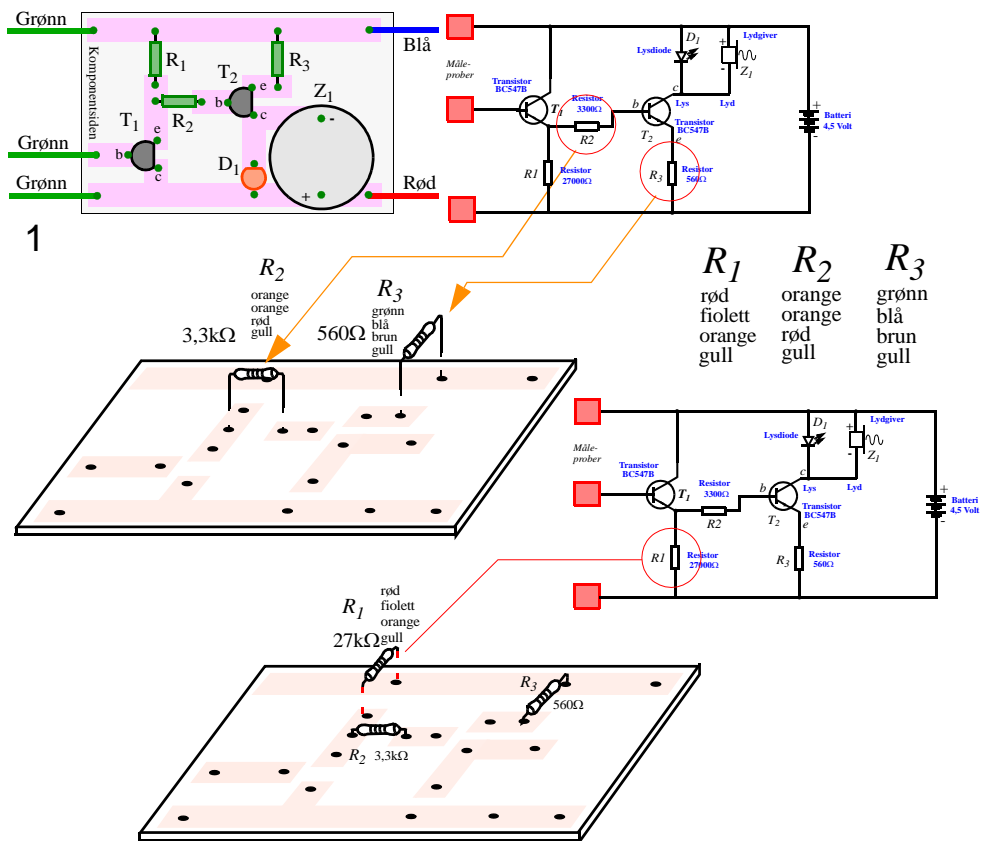 Grønn
Blå
Komponentsiden
R1
T2
R3
e
Z1
b
R2
c
T1
e
b
c
D1
-
+
Grønn
Grønn
Rød
1
Måle-
prober
Transistor
BC547B
T1
Resistor
3300Ω
R2
R1
Resistor
27000Ω
D1
Lysdiode
Lydgiver
+
-
Z1
c
b
Lys
Lyd
T2
Transistor
BC547B
e
R3
Resistor
560Ω
+
Batteri
4,5 Volt
-
R2
orange
orange
rød
gull
3,3kΩ
R3
grønn
blå
brun
gull
560Ω
R1
rød
fiolett
orange
gull
R2
orange
orange
rød
gull
R3
grønn
blå
brun
gull
Måle-
prober
Transistor
BC547B
T1
Resistor
3300Ω
R2
R1
Resistor
27000Ω
D1
Lysdiode
Lydgiver
+
-
Z1
c
b
Lys
Lyd
T2
Transistor
BC547B
e
R3
Resistor
560Ω
+
Batteri
4,5 Volt
-
R1
rød
fiolett
orange
gull
27kΩ
R3
560Ω
R2
3,3kΩ